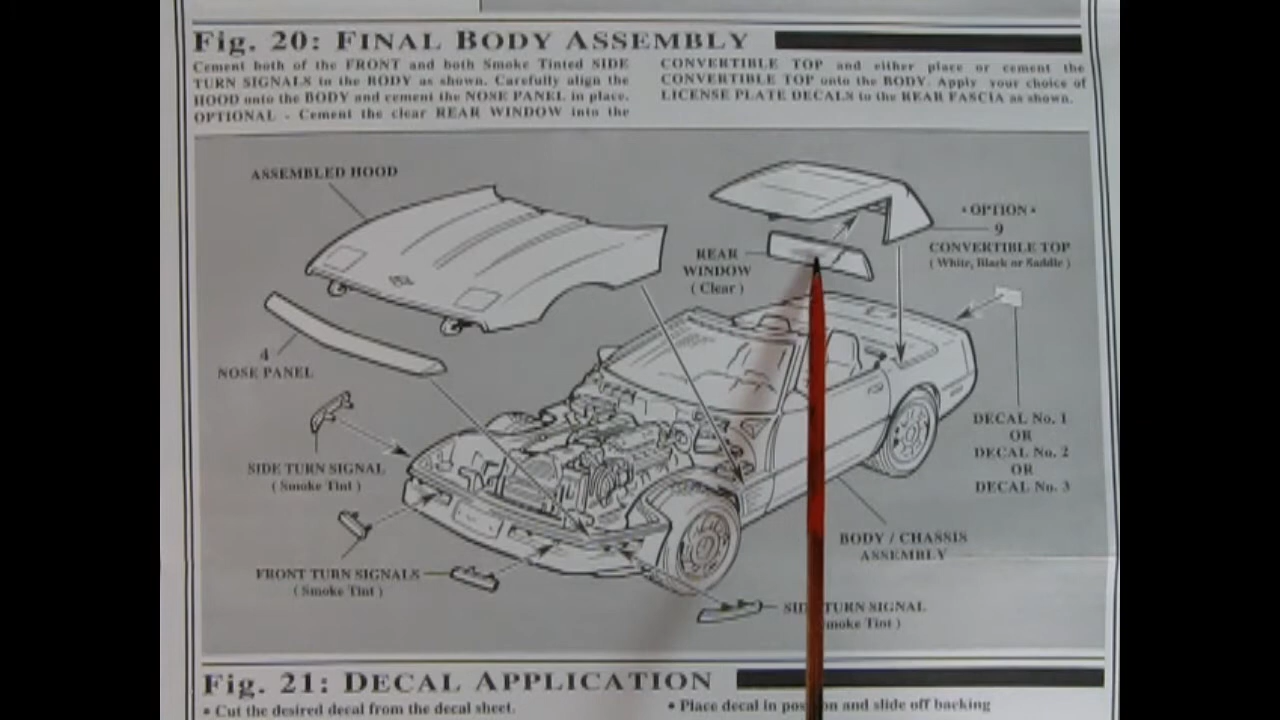 Fig. 20: FINAL BODY ASSEMBLY
Cement both of the FRONT and both Smoke Tinted SIDE
TURN SIGNALS to the BODY as shown. Carefully align the
HOOD onto the BODY and cement the NOSE PANEL in place.
OPTIONAL - Cement the clear REAR WINDOW into the
CONVERTIBLE TOP and either place or cement the
CONVERTIBLE TOP onto the BODY. Apply your choice of
LICENSE PLATE DECALS to the REAR FASCIA as shown.
ASSEMBLED HOOD
• OPTION •
9
CONVERTIBLE TOP
( White, Black or Saddle )
REAR
WINDOW
( Clear )
4
NOSE PANEL
DECAL No. 1
OR
DECAL No. 2
OR
DECAL No. 3
SIDE TURN SIGNAL
( Smoke Tint )
BODY / CHASSIS
ASSEMBLY
FRONT TURN SIGNALS
( Smoke Tint )
TURN SIGNAL
Tint )
Fig. 21: DECAL APPLICATION
• Cut the desired decal from the decal sheet.
• Place decal in and slide off backing